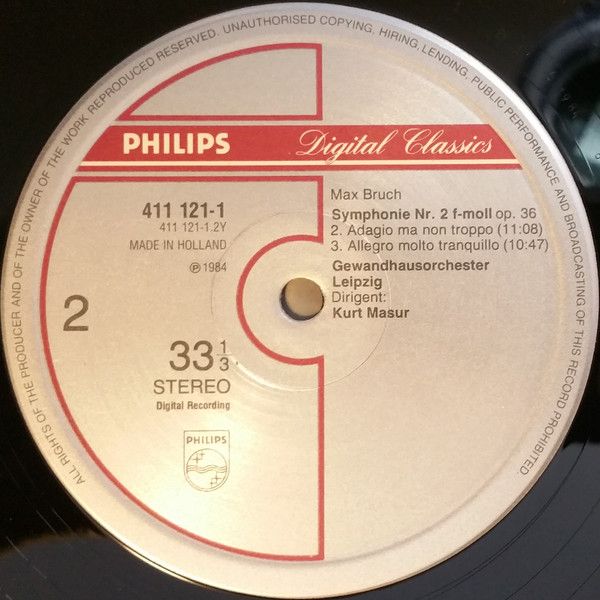 ALL RIGHTS OF THE PRODUCER AND OF THE OWNER OF THE WORK REPRODUCED RESERVED. UNAUTHORISED COPYING, HIRING, LENDING, PUBLIC PERFORMANCE AND BROADCASTING OF THIS RECORD PROHIBITED.
PHILIPS Digital Classics
411 121-1
411 121-1.2Y
MADE IN HOLLAND
℗ 1984
2
33 1/3
STEREO
Digital Recording
PHILIPS
Max Bruch
Symphonie Nr. 2 f-moll op. 36
2. Adagio ma non troppo (11:08)
3. Allegro molto tranquillo (10:47)
Gewandhausorchester
Leipzig
Dirigent:
Kurt Masur